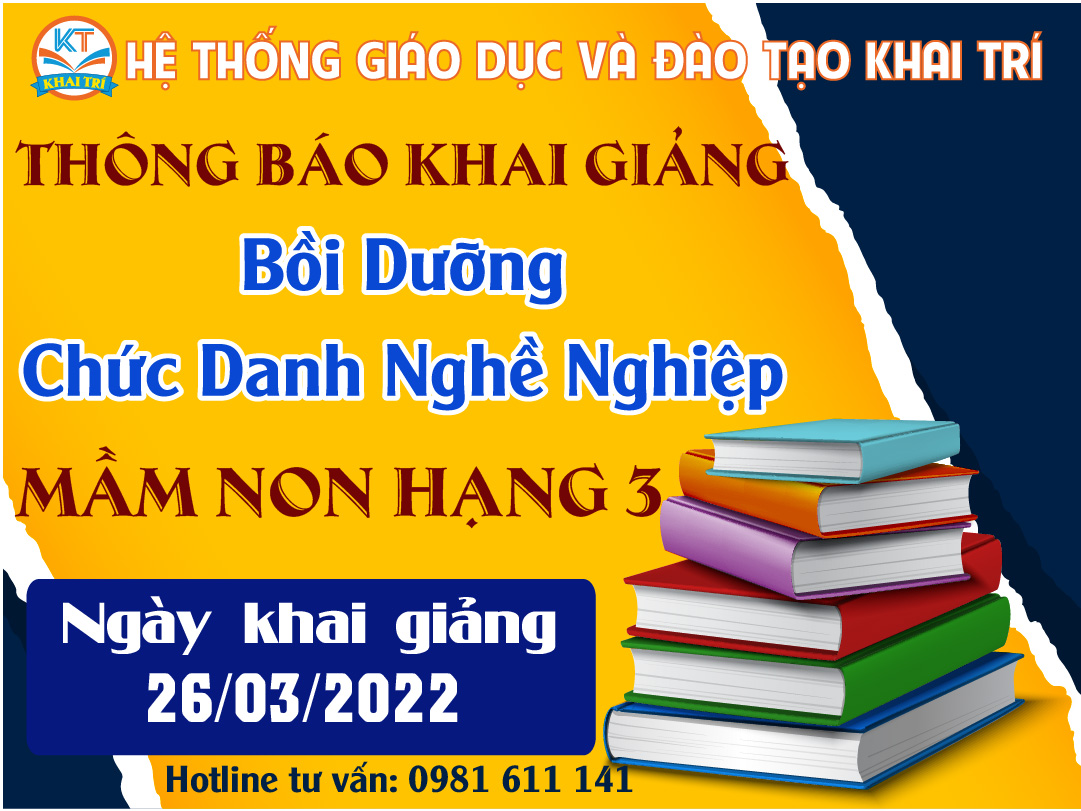 KT
KHAI TRÍ
HỆ THỐNG GIÁO DỤC VÀ ĐÀO TẠO KHAI TRÍ
THÔNG BÁO KHAI GIẢNG
Bồi Dưỡng
Chức Danh Nghề Nghiệp
MẦM NON HẠNG 3
Ngày khai giảng
26/03/2022
Hotline tư vấn: 0981 611 141